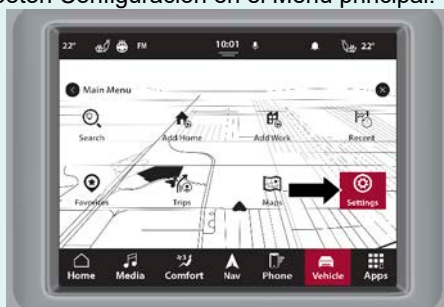 botón Configuración en el Menú principal.
22° FM 10:01 22°
Main Menu
Search Add Home Add Work Recent
Favorites Trips Maps Settings
Home Media Comfort Nav Phone Vehicle Apps